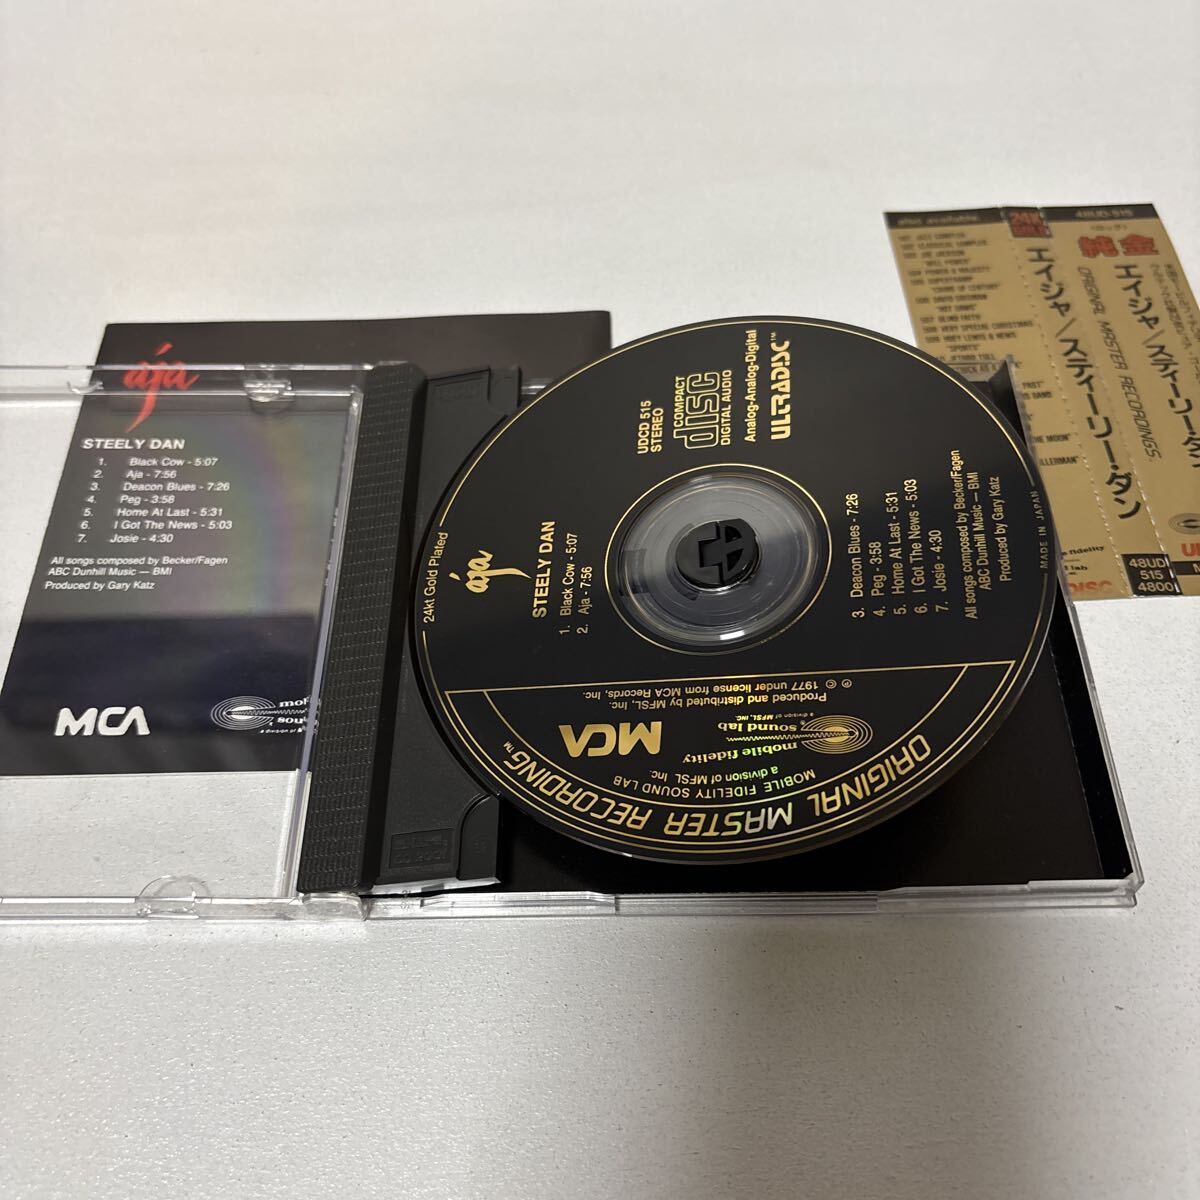 aja
STEELY DAN
1. Black Cow - 5:07
2. Aja - 7:56
3. Deacon Blues - 7:26
4. Peg - 3:58
5. Home At Last - 5:31
6. I Got The News - 5:03
7. Josie - 4:30
All songs composed by Becker/Fagen
ABC Dunhill Music — BMI
Produced by Gary Katz
MCA
24kt Gold Plated
aja
STEELY DAN
1. Black Cow - 5:07
2. Aja - 7:56
UDCD 515
STEREO
COMPACT
disc
DIGITAL AUDIO
Analog-Analog-Digital
ULTRADISC™
3. Deacon Blues - 7:26
4. Peg - 3:58
5. Home At Last - 5:31
6. I Got The News - 5:03
7. Josie - 4:30
All songs composed by Becker/Fagen
ABC Dunhill Music — BMI
Produced by Gary Katz
MADE IN JAPAN
℗ © 1977 under license from MCA Records, Inc.
Produced and distributed by MFSL, Inc.
MCA
mobile fidelity
sound lab
a division of MFSL, INC.
a division of MFSL, Inc.
MOBILE FIDELITY SOUND LAB
ORIGINAL MASTER RECORDING™
also available
24K
GOLD
エイジャ/スティーリー・ダン
48UD
515
4800
48UD-515
純金
エイジャ/スティーリー・ダン
ORIGINAL MASTER RECORDINGS